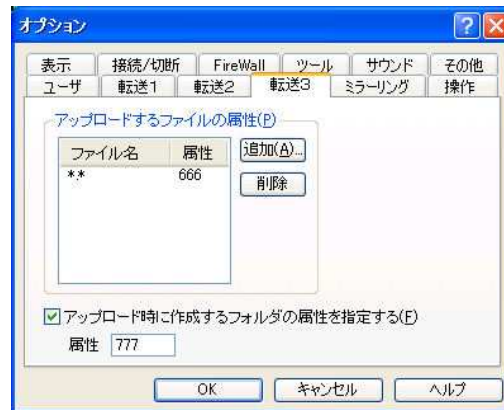 オプション
表示 接続/切断 FireWall ツール サウンド その他
ユーザ 転送1 転送2 転送3 ミラーリング 操作
アップロードするファイルの属性(P)
ファイル名 属性 追加(A)...
*.* 666
削除
アップロード時に作成するフォルダの属性を指定する(F)
属性 777
OK キャンセル ヘルプ